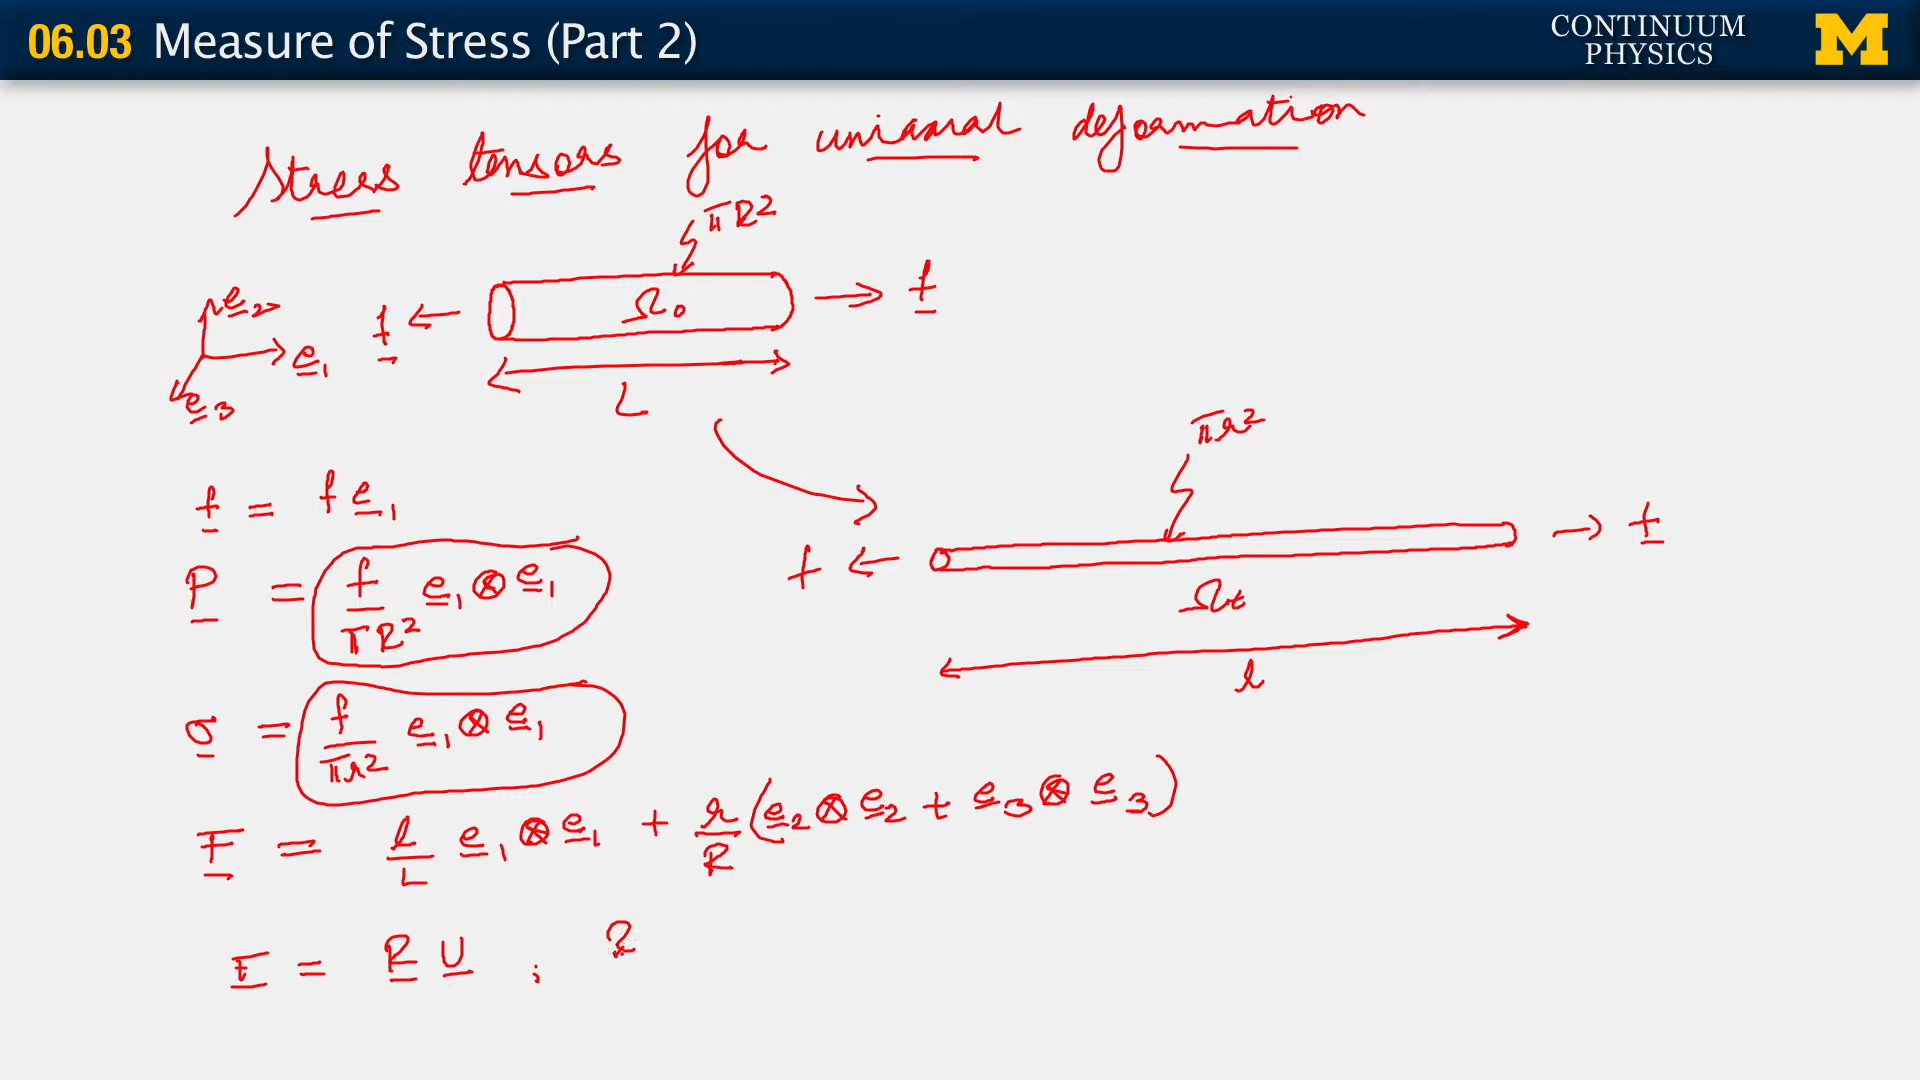 06.03 Measure of Stress (Part 2)
CONTINUUM
PHYSICS
M
Stress tensors for uniaxial deformation
πR²
e₂
e₁
e₃
f
Ω₀
f
L
πr²
f
Ωt
f
l
f = f e₁
P = f/πR² e₁⊗e₁
σ = f/πr² e₁⊗e₁
F = l/L e₁⊗e₁ + r/R (e₂⊗e₂ + e₃⊗e₃)
F = R U ;